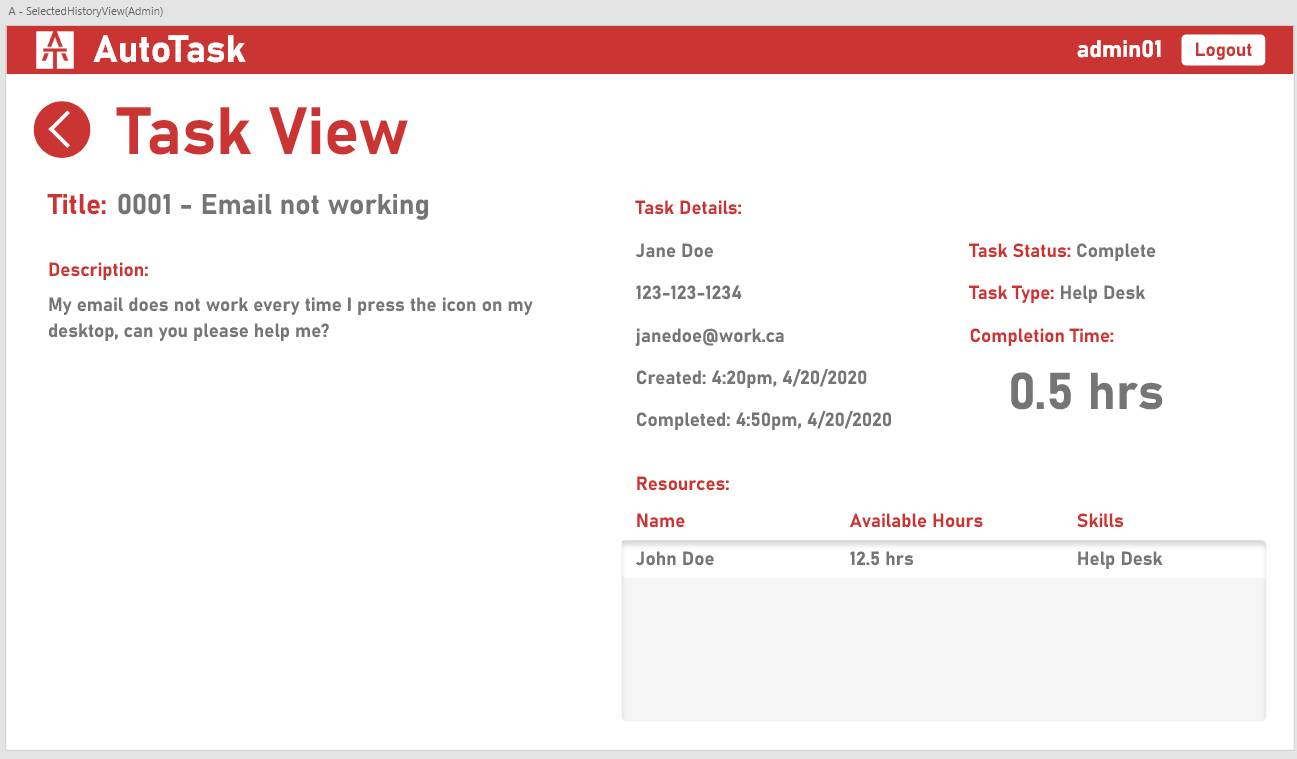 A - SelectedHistoryView(Admin)
AutoTask
admin01
Logout
Task View
Title: 0001 - Email not working
Description:
My email does not work every time I press the icon on my
desktop, can you please help me?
Task Details:
Jane Doe
123-123-1234
janedoe@work.ca
Created: 4:20pm, 4/20/2020
Completed: 4:50pm, 4/20/2020
Task Status: Complete
Task Type: Help Desk
Completion Time:
0.5 hrs
Resources:
Name Available Hours Skills
John Doe 12.5 hrs Help Desk